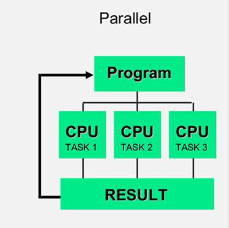 Parallel
Program
CPU CPU CPU
TASK 1 TASK 2 TASK 3
RESULT